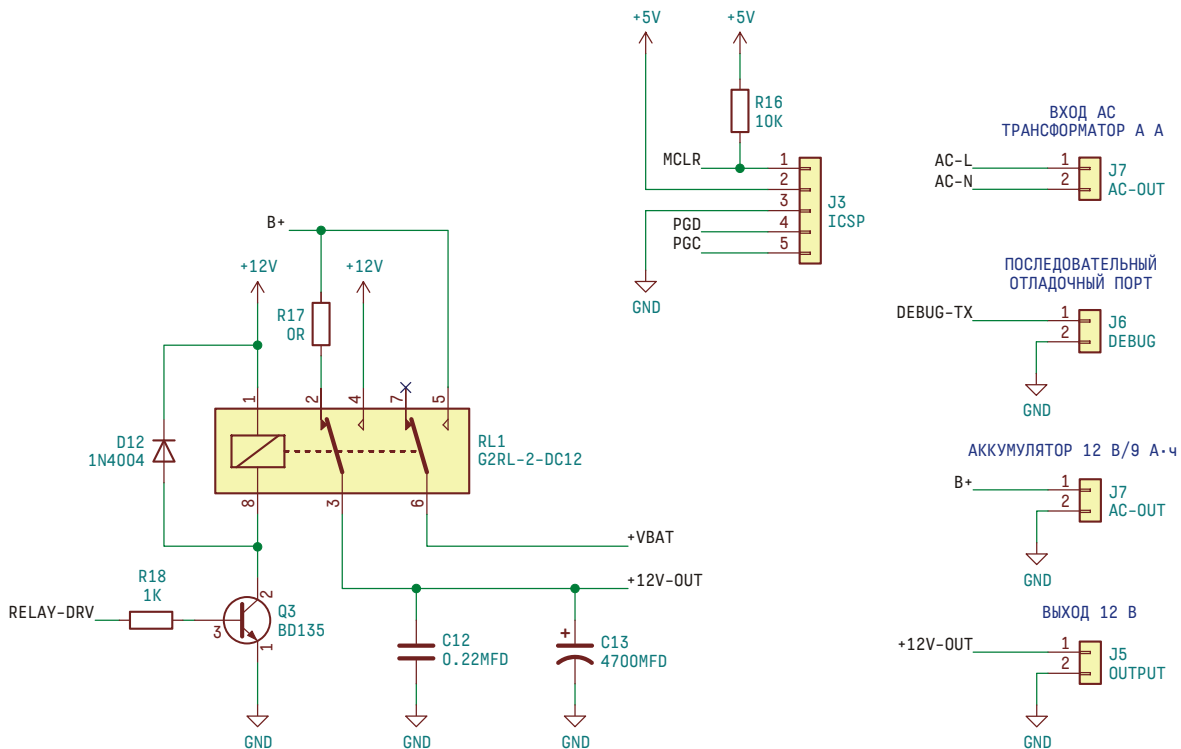 +5V
+5V
R16
10K
MCLR
1
2
3
4
5
PGD
PGC
J3
ICSP
GND
ВХОД АС
ТРАНСФОРМАТОР А А
AC-L
AC-N
1
2
J7
AC-OUT
ПОСЛЕДОВАТЕЛЬНЫЙ
ОТЛАДОЧНЫЙ ПОРТ
DEBUG-TX
1
2
J6
DEBUG
GND
АККУМУЛЯТОР 12 В/9 А·ч
B+
1
2
J7
AC-OUT
GND
ВЫХОД 12 В
+12V-OUT
1
2
J5
OUTPUT
GND
B+
+12V
+12V
R17
0R
1
2
4
7
5
D12
1N4004
RL1
G2RL-2-DC12
8
3
6
+VBAT
+12V-OUT
R18
1K
RELAY-DRV
3
2
1
Q3
BD135
C12
0.22MFD
+
C13
4700MFD
GND
GND
GND